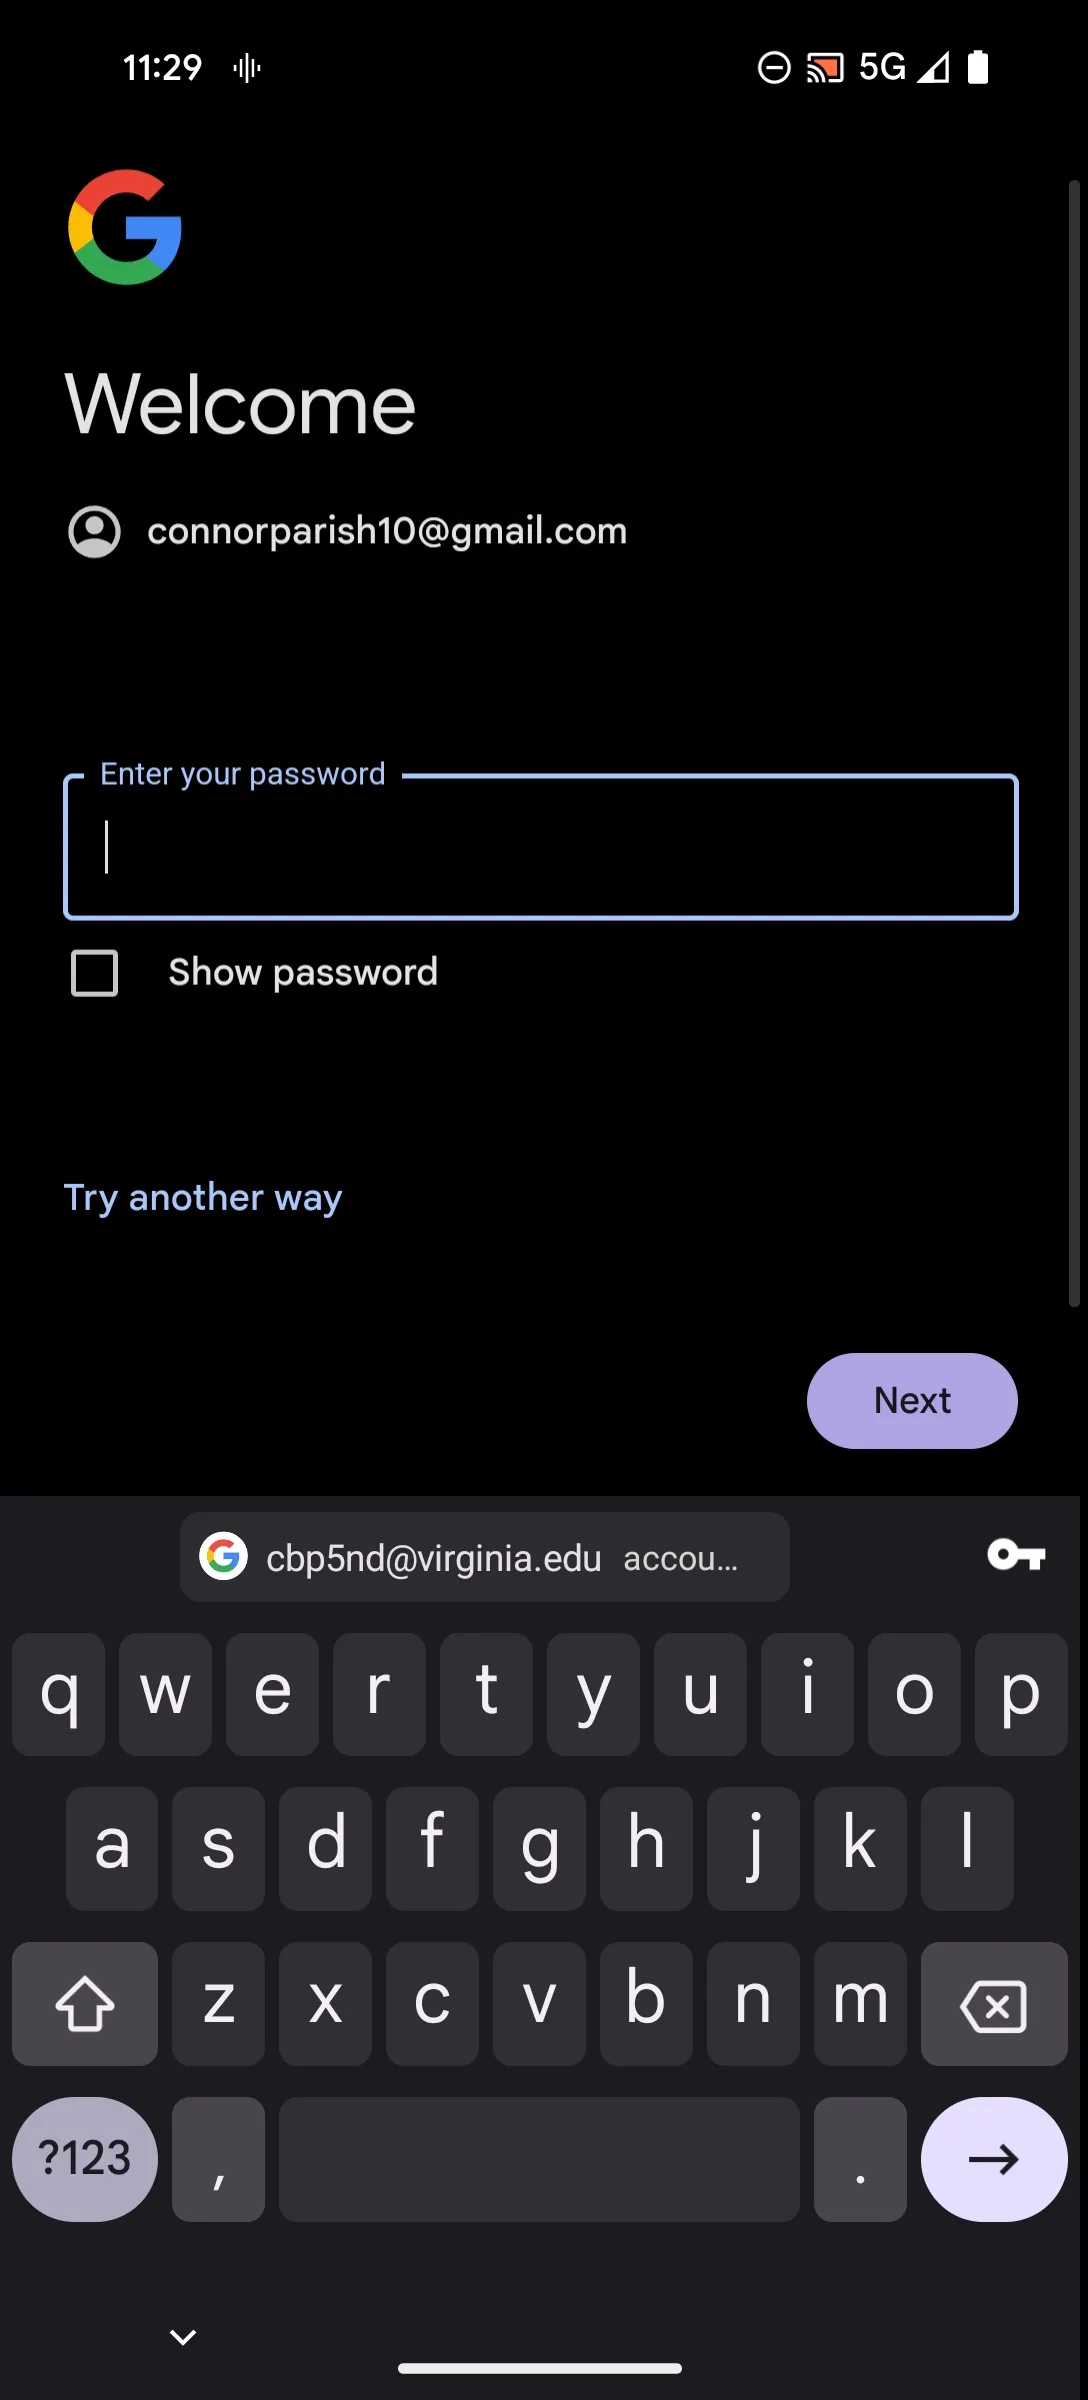 11:29 5G
Welcome
connorparish10@gmail.com
Enter your password
Show password
Try another way
Next
cbp5nd@virginia.edu accou...
q w e r t y u i o p
a s d f g h j k l
z x c v b n m
?123 , .